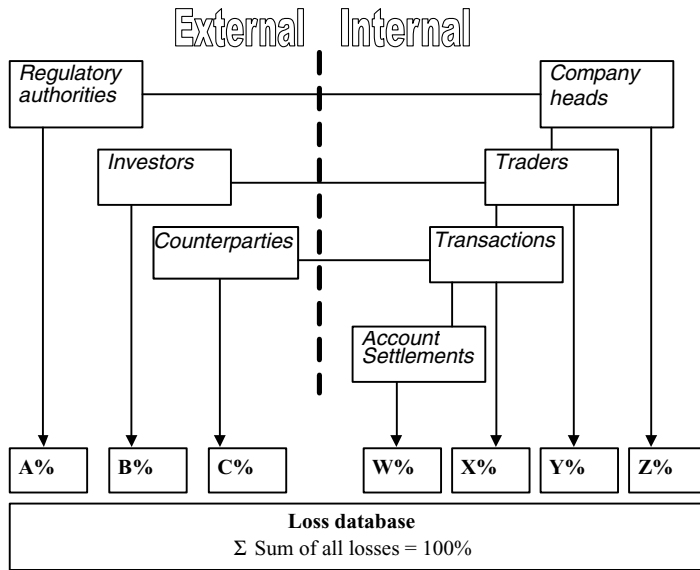 External Internal
Regulatory
authorities
Company
heads
Investors
Traders
Counterparties
Transactions
Account
Settlements
A% B% C% W% X% Y% Z%
Loss database
Σ Sum of all losses = 100%